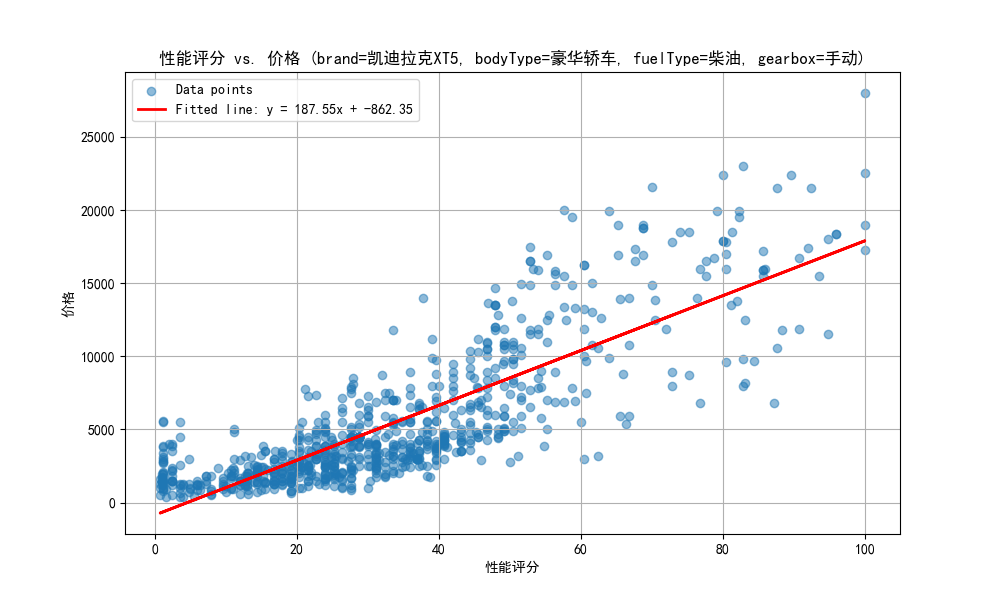 性能评分 vs. 价格 (brand=凯迪拉克XT5, bodyType=豪华轿车, fuelType=柴油, gearbox=手动)
Data points
Fitted line: y = 187.55x + -862.35
25000
20000
15000
10000
5000
0
价格
0 20 40 60 80 100
性能评分